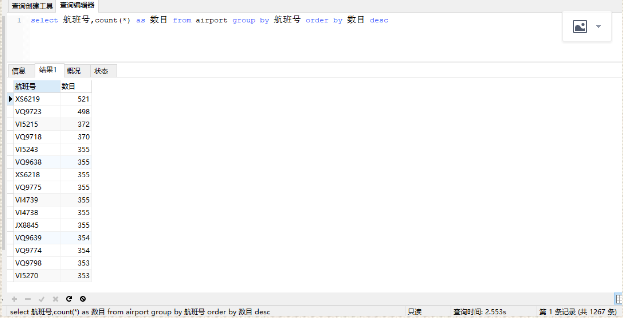 查询创建工具 查询编辑器
1 select 航班号,count(*) as 数目 from airport group by 航班号 order by 数目 desc
信息 结果1 概况 状态
航班号 数目
XS6219 521
VQ9723 498
VI5215 372
VQ9718 370
VI5243 355
VQ9638 355
XS6218 355
VQ9775 355
VI4739 355
VI4738 355
JX8845 355
VQ9639 354
VQ9774 354
VQ9798 353
VI5270 353
select 航班号,count(*) as 数目 from airport group by 航班号 order by 数目 desc 只读 查询时间: 2.553s 第 1 条记录 (共 1267 条)